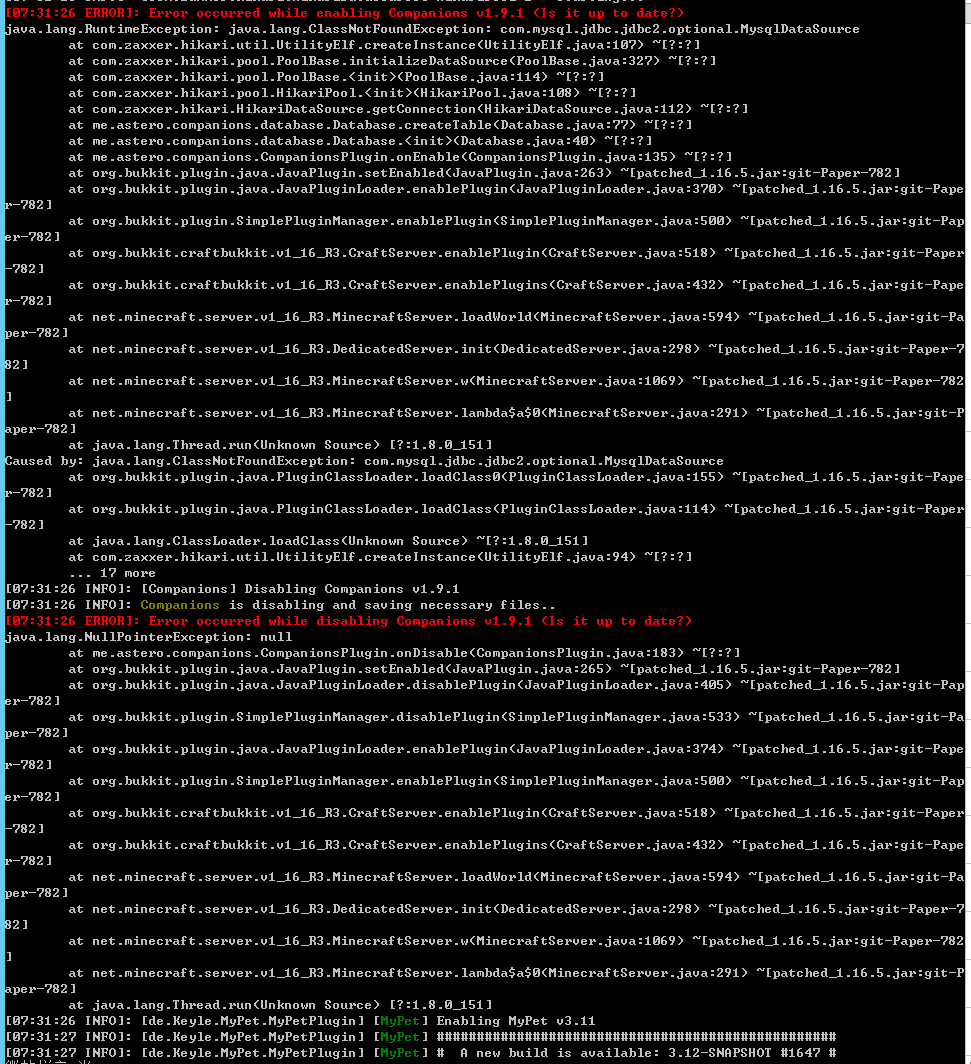 [07:31:26 ERROR]: Error occurred while enabling Companions v1.9.1 (Is it up to date?)
java.lang.RuntimeException: java.lang.ClassNotFoundException: com.mysql.jdbc.jdbc2.optional.MysqlDataSource
        at com.zaxxer.hikari.util.UtilityElf.createInstance(UtilityElf.java:107) ~[?:?]
        at com.zaxxer.hikari.pool.PoolBase.initializeDataSource(PoolBase.java:327) ~[?:?]
        at com.zaxxer.hikari.pool.PoolBase.<init>(PoolBase.java:114) ~[?:?]
        at com.zaxxer.hikari.pool.HikariPool.<init>(HikariPool.java:108) ~[?:?]
        at com.zaxxer.hikari.HikariDataSource.getConnection(HikariDataSource.java:112) ~[?:?]
        at me.astero.companions.database.Database.createTable(Database.java:77) ~[?:?]
        at me.astero.companions.database.Database.<init>(Database.java:40) ~[?:?]
        at me.astero.companions.CompanionsPlugin.onEnable(CompanionsPlugin.java:135) ~[?:?]
        at org.bukkit.plugin.java.JavaPlugin.setEnabled(JavaPlugin.java:263) ~[patched_1.16.5.jar:git-Paper-782]
        at org.bukkit.plugin.java.JavaPluginLoader.enablePlugin(JavaPluginLoader.java:370) ~[patched_1.16.5.jar:git-Pape
r-782]
        at org.bukkit.plugin.SimplePluginManager.enablePlugin(SimplePluginManager.java:500) ~[patched_1.16.5.jar:git-Pap
er-782]
        at org.bukkit.craftbukkit.v1_16_R3.CraftServer.enablePlugin(CraftServer.java:518) ~[patched_1.16.5.jar:git-Paper
-782]
        at org.bukkit.craftbukkit.v1_16_R3.CraftServer.enablePlugins(CraftServer.java:432) ~[patched_1.16.5.jar:git-Pape
r-782]
        at net.minecraft.server.v1_16_R3.MinecraftServer.loadWorld(MinecraftServer.java:594) ~[patched_1.16.5.jar:git-Pa
per-782]
        at net.minecraft.server.v1_16_R3.DedicatedServer.init(DedicatedServer.java:298) ~[patched_1.16.5.jar:git-Paper-7
82]
        at net.minecraft.server.v1_16_R3.MinecraftServer.w(MinecraftServer.java:1069) ~[patched_1.16.5.jar:git-Paper-782
]
        at net.minecraft.server.v1_16_R3.MinecraftServer.lambda$a$0(MinecraftServer.java:291) ~[patched_1.16.5.jar:git-P
aper-782]
        at java.lang.Thread.run(Unknown Source) [?:1.8.0_151]
Caused by: java.lang.ClassNotFoundException: com.mysql.jdbc.jdbc2.optional.MysqlDataSource
        at org.bukkit.plugin.java.PluginClassLoader.loadClass0(PluginClassLoader.java:155) ~[patched_1.16.5.jar:git-Pape
r-782]
        at org.bukkit.plugin.java.PluginClassLoader.loadClass(PluginClassLoader.java:114) ~[patched_1.16.5.jar:git-Paper
-782]
        at java.lang.ClassLoader.loadClass(Unknown Source) ~[?:1.8.0_151]
        at com.zaxxer.hikari.util.UtilityElf.createInstance(UtilityElf.java:94) ~[?:?]
        ... 17 more
[07:31:26 INFO]: [Companions] Disabling Companions v1.9.1
[07:31:26 INFO]: Companions is disabling and saving necessary files..
[07:31:26 ERROR]: Error occurred while disabling Companions v1.9.1 (Is it up to date?)
java.lang.NullPointerException: null
        at me.astero.companions.CompanionsPlugin.onDisable(CompanionsPlugin.java:183) ~[?:?]
        at org.bukkit.plugin.java.JavaPlugin.setEnabled(JavaPlugin.java:265) ~[patched_1.16.5.jar:git-Paper-782]
        at org.bukkit.plugin.java.JavaPluginLoader.disablePlugin(JavaPluginLoader.java:405) ~[patched_1.16.5.jar:git-Pap
er-782]
        at org.bukkit.plugin.SimplePluginManager.disablePlugin(SimplePluginManager.java:533) ~[patched_1.16.5.jar:git-Pa
per-782]
        at org.bukkit.plugin.java.JavaPluginLoader.enablePlugin(JavaPluginLoader.java:374) ~[patched_1.16.5.jar:git-Pape
r-782]
        at org.bukkit.plugin.SimplePluginManager.enablePlugin(SimplePluginManager.java:500) ~[patched_1.16.5.jar:git-Pap
er-782]
        at org.bukkit.craftbukkit.v1_16_R3.CraftServer.enablePlugin(CraftServer.java:518) ~[patched_1.16.5.jar:git-Paper
-782]
        at org.bukkit.craftbukkit.v1_16_R3.CraftServer.enablePlugins(CraftServer.java:432) ~[patched_1.16.5.jar:git-Pape
r-782]
        at net.minecraft.server.v1_16_R3.MinecraftServer.loadWorld(MinecraftServer.java:594) ~[patched_1.16.5.jar:git-Pa
per-782]
        at net.minecraft.server.v1_16_R3.DedicatedServer.init(DedicatedServer.java:298) ~[patched_1.16.5.jar:git-Paper-7
82]
        at net.minecraft.server.v1_16_R3.MinecraftServer.w(MinecraftServer.java:1069) ~[patched_1.16.5.jar:git-Paper-782
]
        at net.minecraft.server.v1_16_R3.MinecraftServer.lambda$a$0(MinecraftServer.java:291) ~[patched_1.16.5.jar:git-P
aper-782]
        at java.lang.Thread.run(Unknown Source) [?:1.8.0_151]
[07:31:26 INFO]: [de.Keyle.MyPet.MyPetPlugin] [MyPet] Enabling MyPet v3.11
[07:31:27 INFO]: [de.Keyle.MyPet.MyPetPlugin] [MyPet] ##################################################
[07:31:27 INFO]: [de.Keyle.MyPet.MyPetPlugin] [MyPet] #  A new build is available: 3.12-SNAPSHOT #1647 #